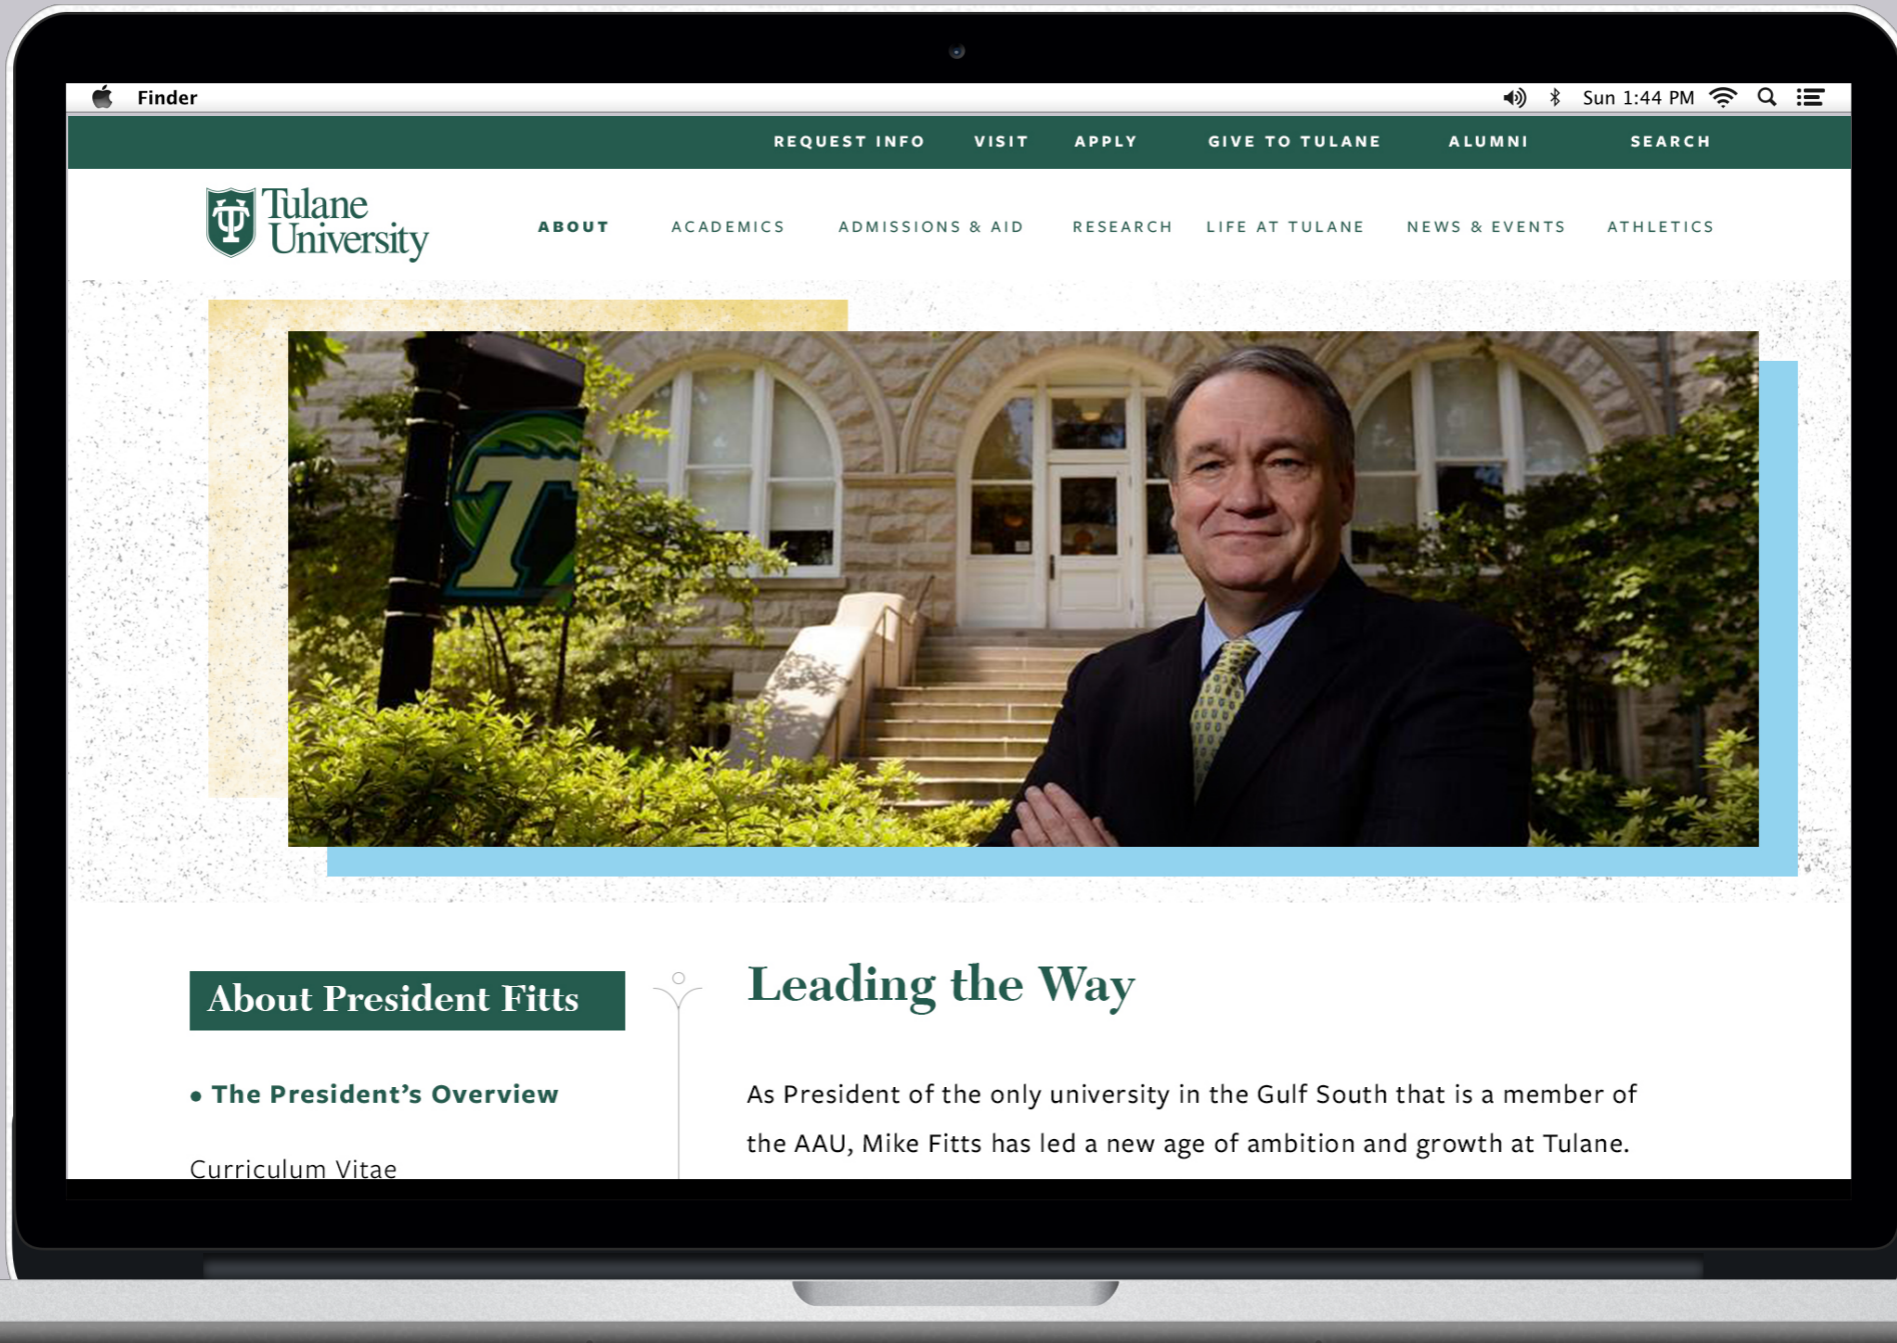 Finder
Sun 1:44 PM
REQUEST INFO VISIT APPLY GIVE TO TULANE ALUMNI SEARCH
Tulane
University
ABOUT ACADEMICS ADMISSIONS & AID RESEARCH LIFE AT TULANE NEWS & EVENTS ATHLETICS
T
About President Fitts
• The President’s Overview
Curriculum Vitae
Leading the Way
As President of the only university in the Gulf South that is a member of
the AAU, Mike Fitts has led a new age of ambition and growth at Tulane.